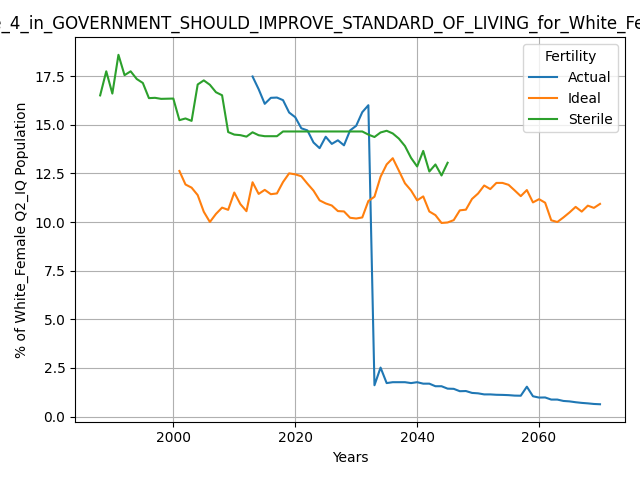 e_4_in_GOVERNMENT_SHOULD_IMPROVE_STANDARD_OF_LIVING_for_White_Fe
Fertility
Actual
Ideal
Sterile
% of White_Female Q2_IQ Population
17.5
15.0
12.5
10.0
7.5
5.0
2.5
0.0
2000
2020
2040
2060
Years